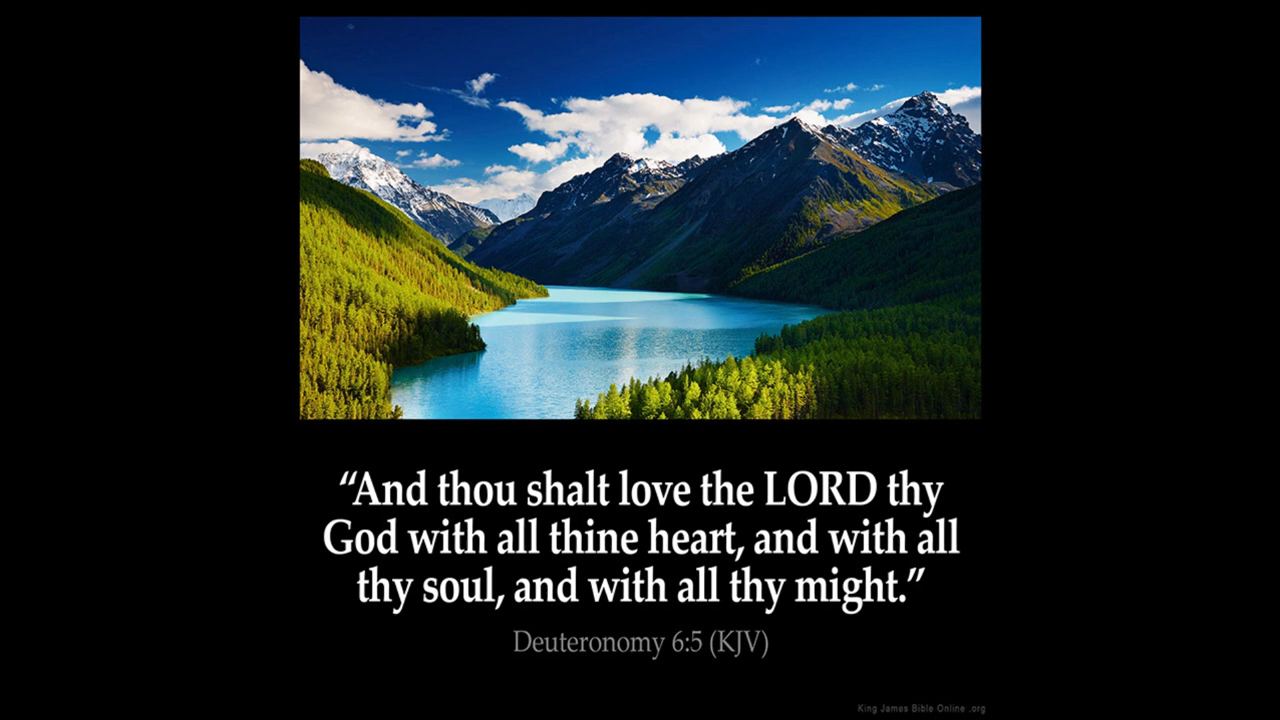 “And thou shalt love the LORD thy
God with all thine heart, and with all
thy soul, and with all thy might.”
Deuteronomy 6:5 (KJV)
King James Bible Online .org